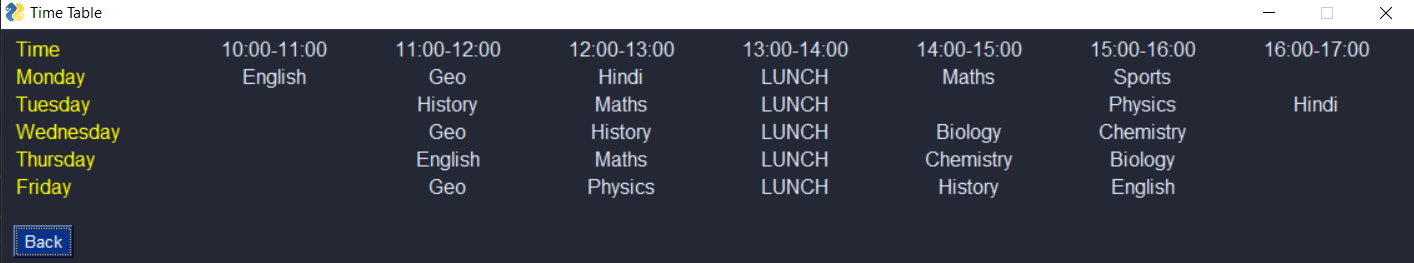 Time Table
Time 10:00-11:00 11:00-12:00 12:00-13:00 13:00-14:00 14:00-15:00 15:00-16:00 16:00-17:00
Monday English Geo Hindi LUNCH Maths Sports
Tuesday History Maths LUNCH Physics Hindi
Wednesday Geo History LUNCH Biology Chemistry
Thursday English Maths LUNCH Chemistry Biology
Friday Geo Physics LUNCH History English
Back